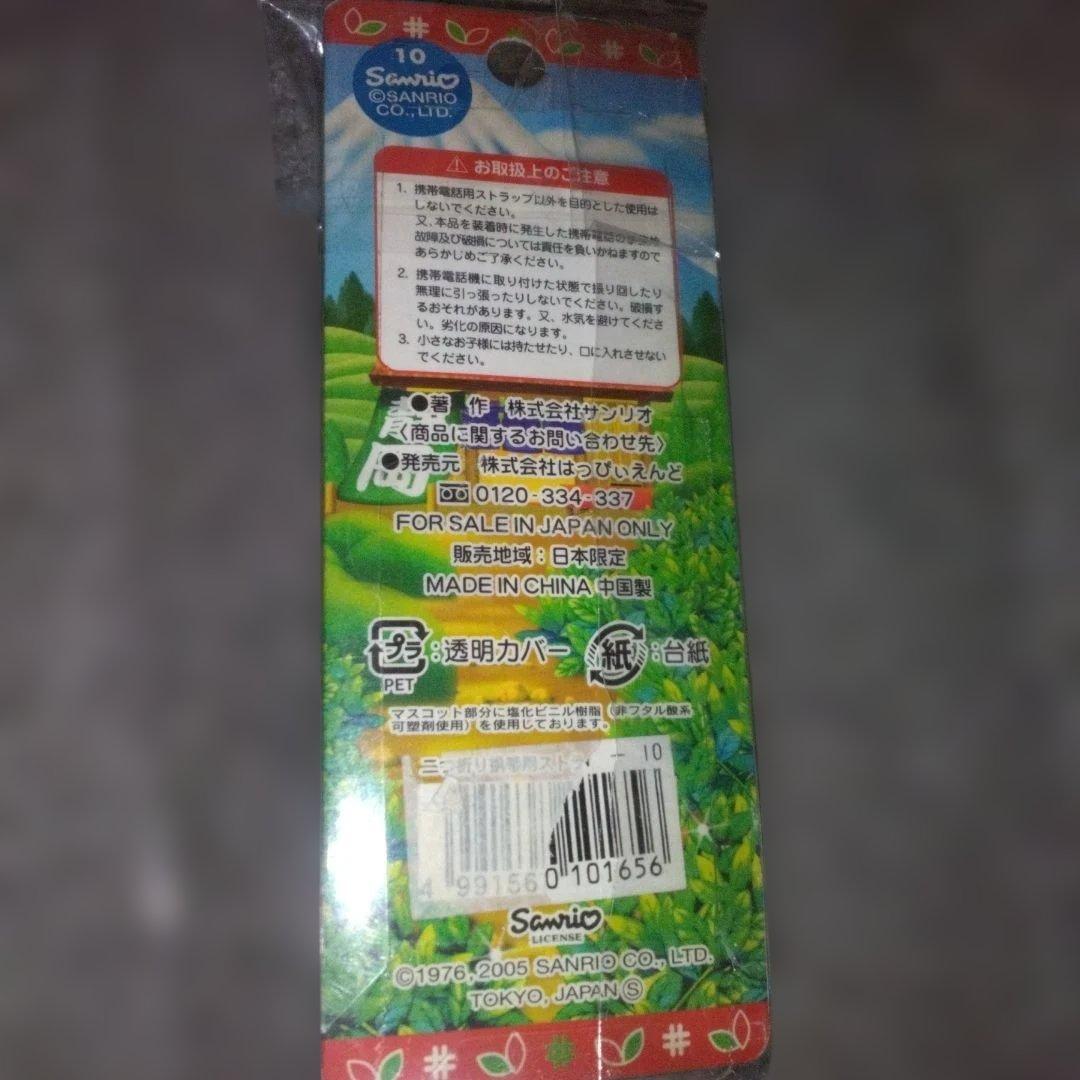 10
Sanrio
©SANRIO
CO.,LTD.
⚠ お取扱上のご注意
1. 携帯電話用ストラップ以外を目的とした使用は
しないでください。
又、本品を装着時に発生した携帯電話の
故障及び破損については責任を負いかねますので
あらかじめご了承ください。
2. 携帯電話機に取り付けた状態で振り回したり
無理に引っ張ったりしないでください。破損す
るおそれがあります。又、水気を避けてくださ
い。劣化の原因になります。
3. 小さなお子様には持たせたり、口に入れさせない
でください。
●著 作 株式会社サンリオ
〈商品に関するお問い合わせ先〉
●発売元 株式会社はっぴぃえんど
0120-334-337
FOR SALE IN JAPAN ONLY
販売地域：日本限定
MADE IN CHINA 中国製
プラ：透明カバー 紙：台紙
PET
マスコット部分に塩化ビニル樹脂（非フタル酸系
可塑剤使用）を使用しております。
二つ折り携帯用ストラ
10
4 991560 101656
Sanrio
LICENSE
©1976, 2005 SANRIO CO., LTD.
TOKYO, JAPAN Ⓢ